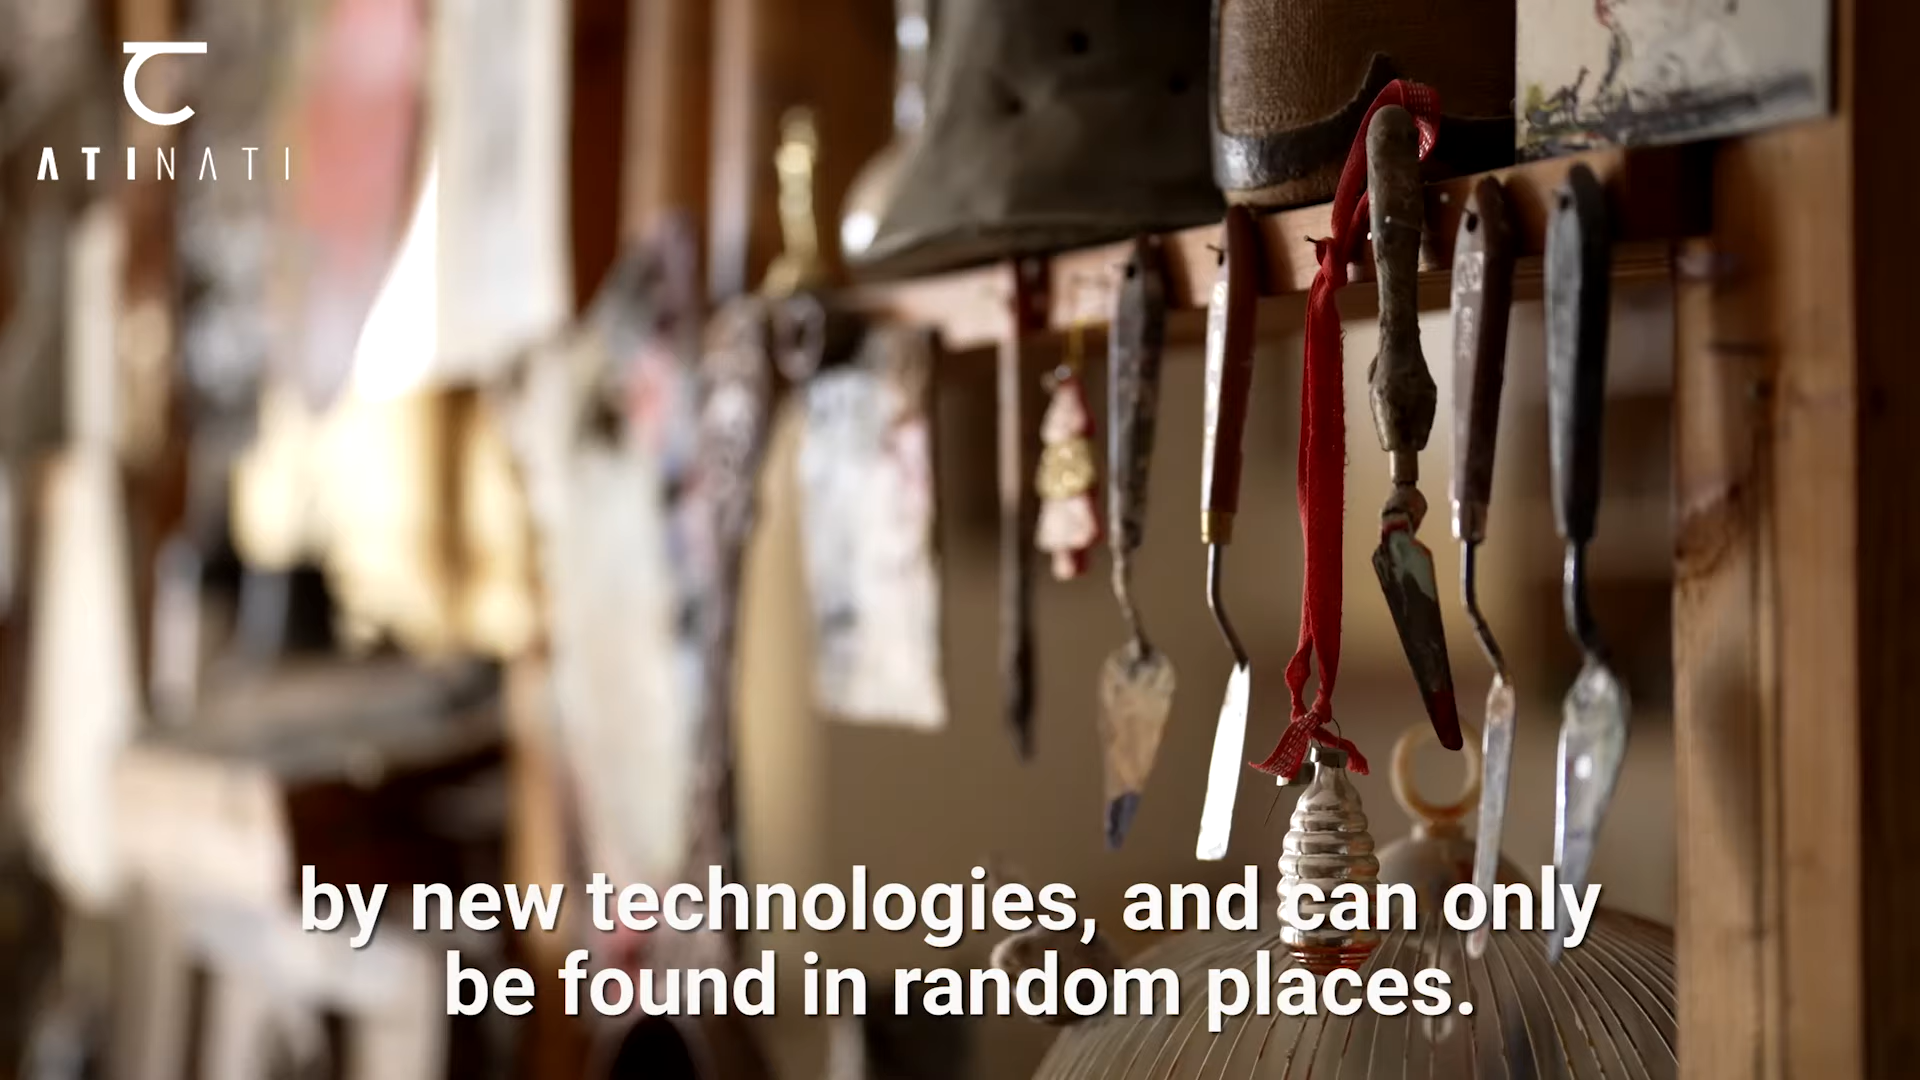 ATINATI
by new technologies, and can only
be found in random places.